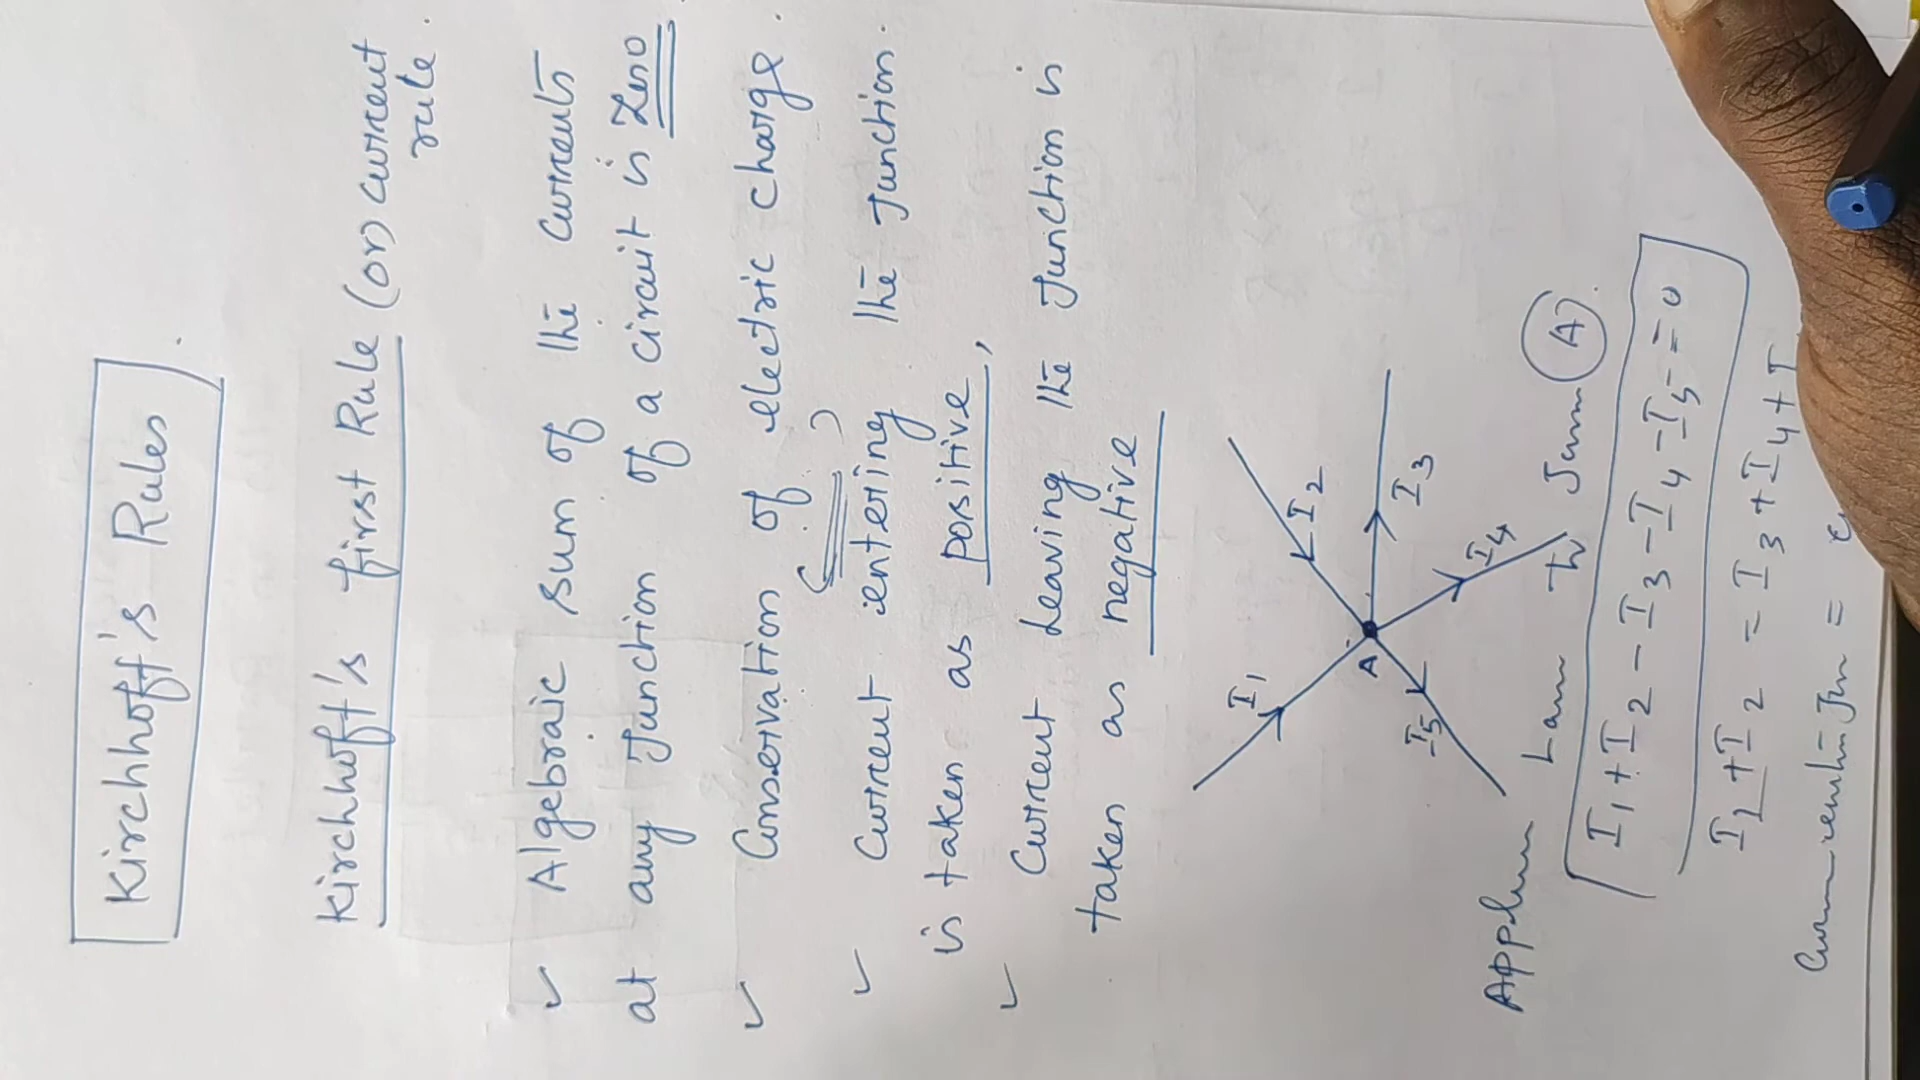 Kirchhoff's Rules
Kirchhoff's first Rule (or) current
rule.
Algebraic sum of the currents
at any Junction of a circuit is Zero
Conservation of electric charge.
Current entering the Junction.
is taken as positive,
Current Leaving the Junction is
taken as negative
I1
I2
A
I3
I5
I4
Law to (A).
I1 + I2 - I3 - I4 - I5 = 0
I1 + I2 = I3 + I4 + I